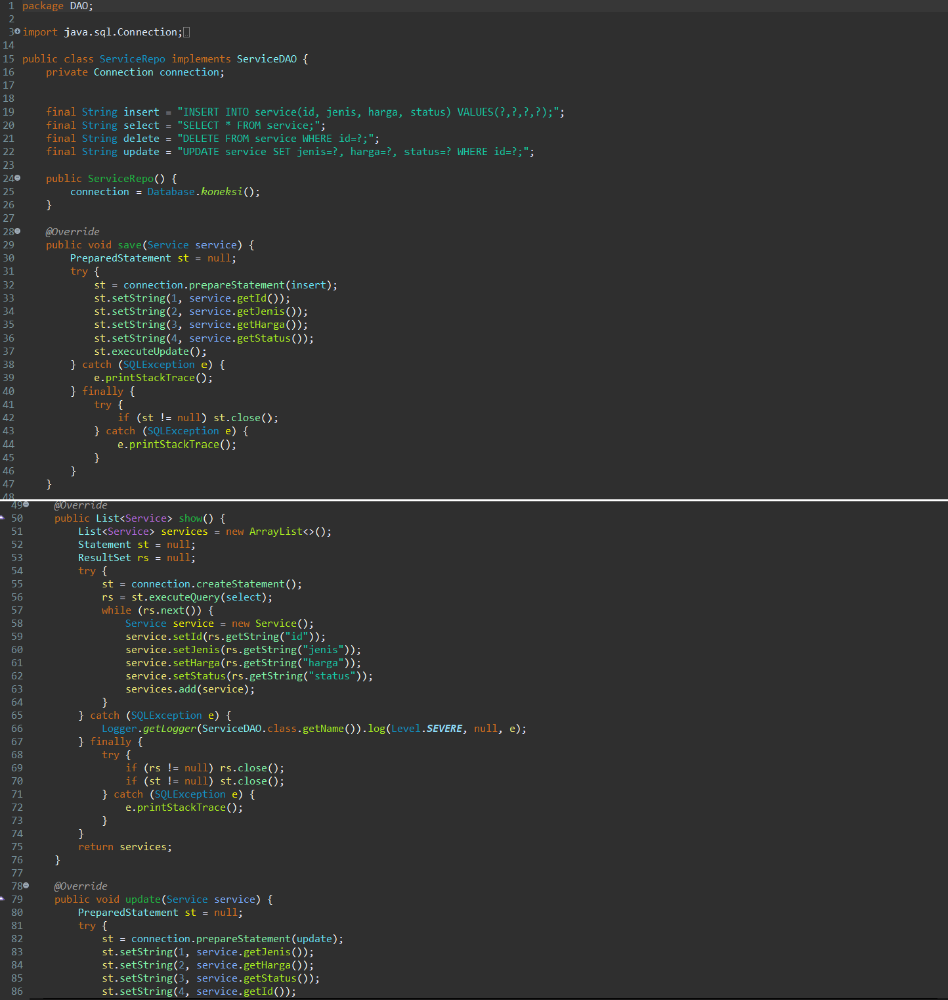 1 package DAO;
2
3 import java.sql.Connection;
14
15 public class ServiceRepo implements ServiceDAO {
16     private Connection connection;
17
18
19     final String insert = "INSERT INTO service(id, jenis, harga, status) VALUES(?,?,?,?);";
20     final String select = "SELECT * FROM service;";
21     final String delete = "DELETE FROM service WHERE id=?;";
22     final String update = "UPDATE service SET jenis=?, harga=?, status=? WHERE id=?;";
23
24     public ServiceRepo() {
25         connection = Database.koneksi();
26     }
27
28     @Override
29     public void save(Service service) {
30         PreparedStatement st = null;
31         try {
32             st = connection.prepareStatement(insert);
33             st.setString(1, service.getId());
34             st.setString(2, service.getJenis());
35             st.setString(3, service.getHarga());
36             st.setString(4, service.getStatus());
37             st.executeUpdate();
38         } catch (SQLException e) {
39             e.printStackTrace();
40         } finally {
41             try {
42                 if (st != null) st.close();
43             } catch (SQLException e) {
44                 e.printStackTrace();
45             }
46         }
47     }
48
49     @Override
50     public List<Service> show() {
51         List<Service> services = new ArrayList<>();
52         Statement st = null;
53         ResultSet rs = null;
54         try {
55             st = connection.createStatement();
56             rs = st.executeQuery(select);
57             while (rs.next()) {
58                 Service service = new Service();
59                 service.setId(rs.getString("id"));
60                 service.setJenis(rs.getString("jenis"));
61                 service.setHarga(rs.getString("harga"));
62                 service.setStatus(rs.getString("status"));
63                 services.add(service);
64             }
65         } catch (SQLException e) {
66             Logger.getLogger(ServiceDAO.class.getName()).log(Level.SEVERE, null, e);
67         } finally {
68             try {
69                 if (rs != null) rs.close();
70                 if (st != null) st.close();
71             } catch (SQLException e) {
72                 e.printStackTrace();
73             }
74         }
75         return services;
76     }
77
78     @Override
79     public void update(Service service) {
80         PreparedStatement st = null;
81         try {
82             st = connection.prepareStatement(update);
83             st.setString(1, service.getJenis());
84             st.setString(2, service.getHarga());
85             st.setString(3, service.getStatus());
86             st.setString(4, service.getId());